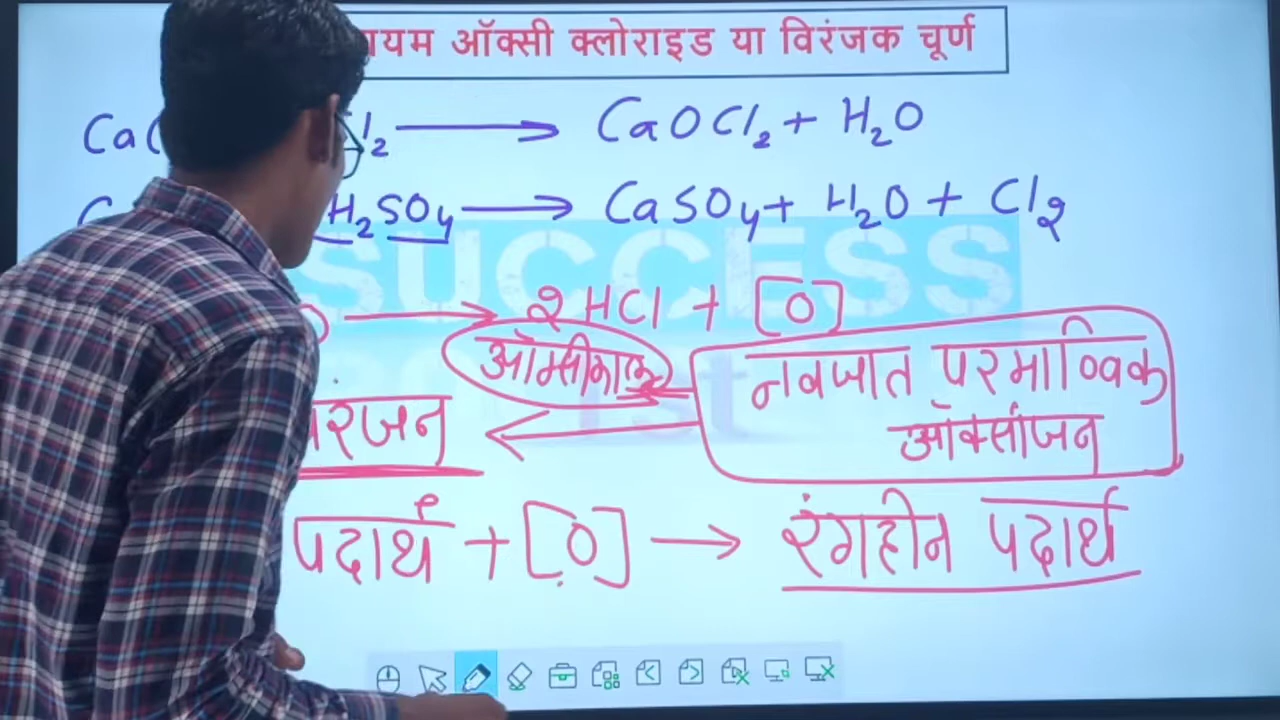 यम ऑक्सी क्लोराइड या विरंजक चूर्ण
Ca → CaOCl₂ + H₂O
H₂SO₄ → CaSO₄ + H₂O + Cl₂
SUCCESS
→ 2HCl + [O]
ऑक्सीकारक नवजात परमाण्विक
ऑक्सीजन
रंजन
पदार्थ + [O] → रंगहीन पदार्थ